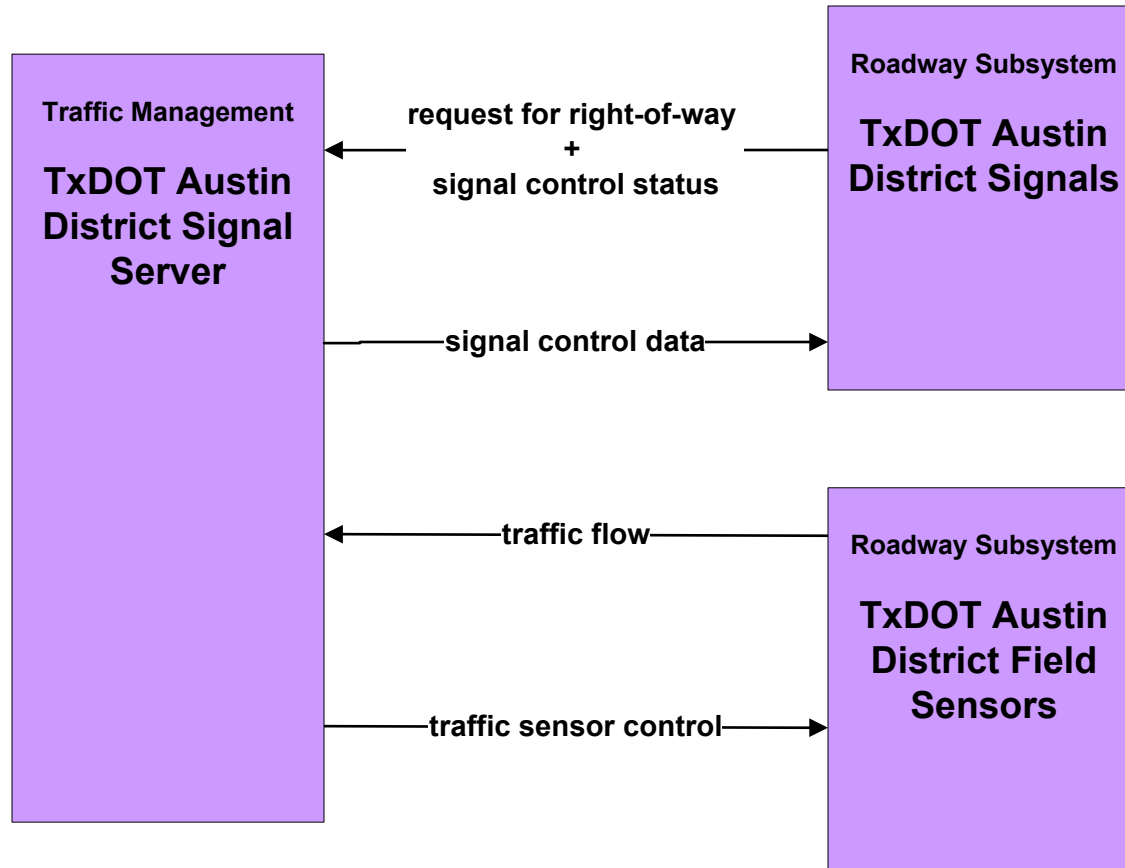 Traffic Management
TxDOT Austin
District Signal
Server
request for right-of-way
+
signal control status
signal control data
traffic flow
traffic sensor control
Roadway Subsystem
TxDOT Austin
District Signals
Roadway Subsystem
TxDOT Austin
District Field
Sensors